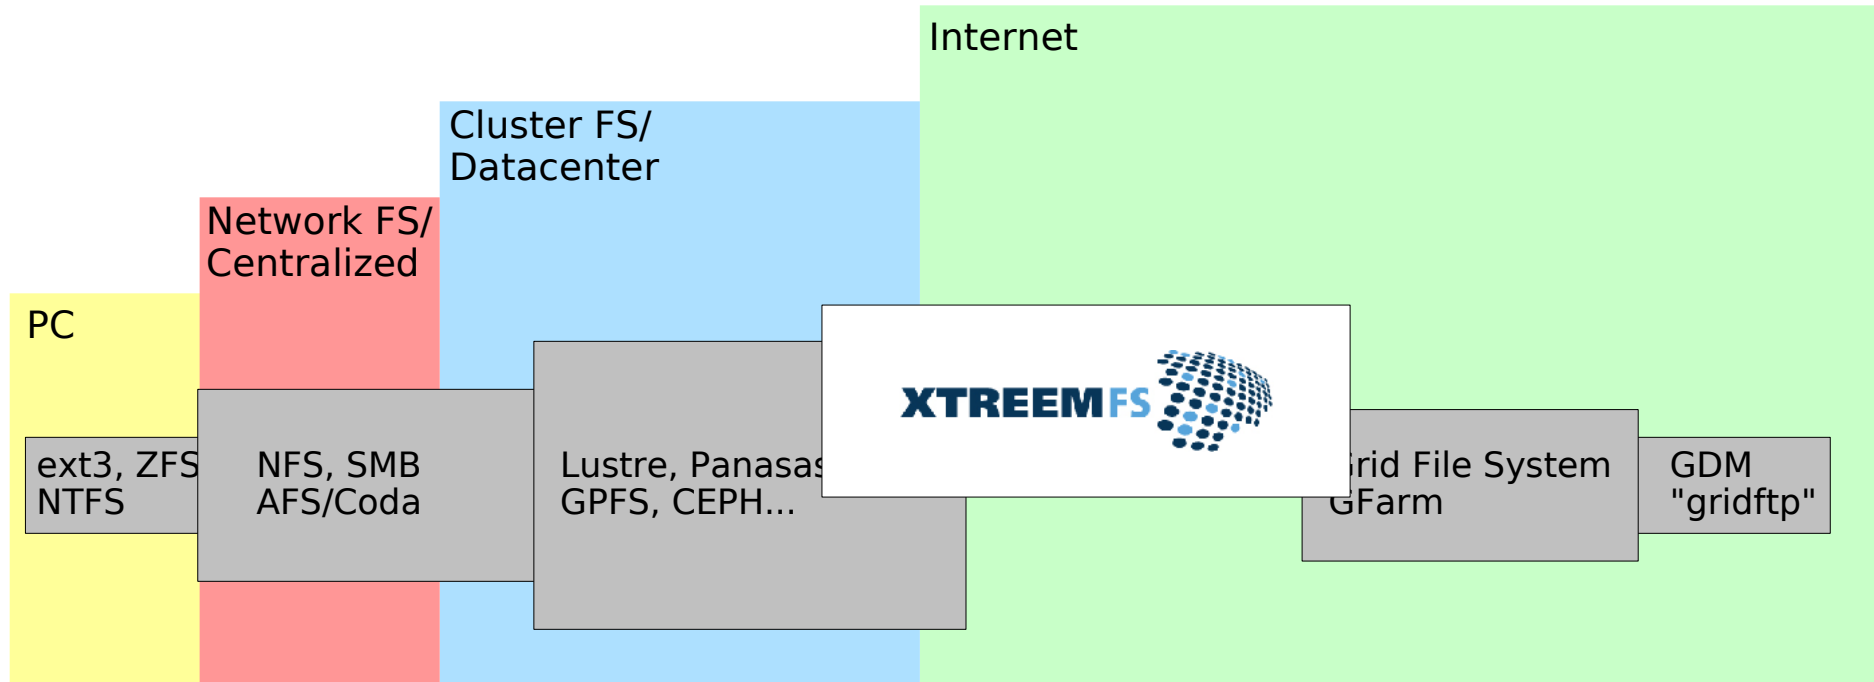 Internet
Cluster FS/
Datacenter
Network FS/
Centralized
PC
XTREEMFS
ext3, ZFS
NTFS
NFS, SMB
AFS/Coda
Lustre, Panasas
GPFS, CEPH...
Grid File System
GFarm
GDM
"gridftp"